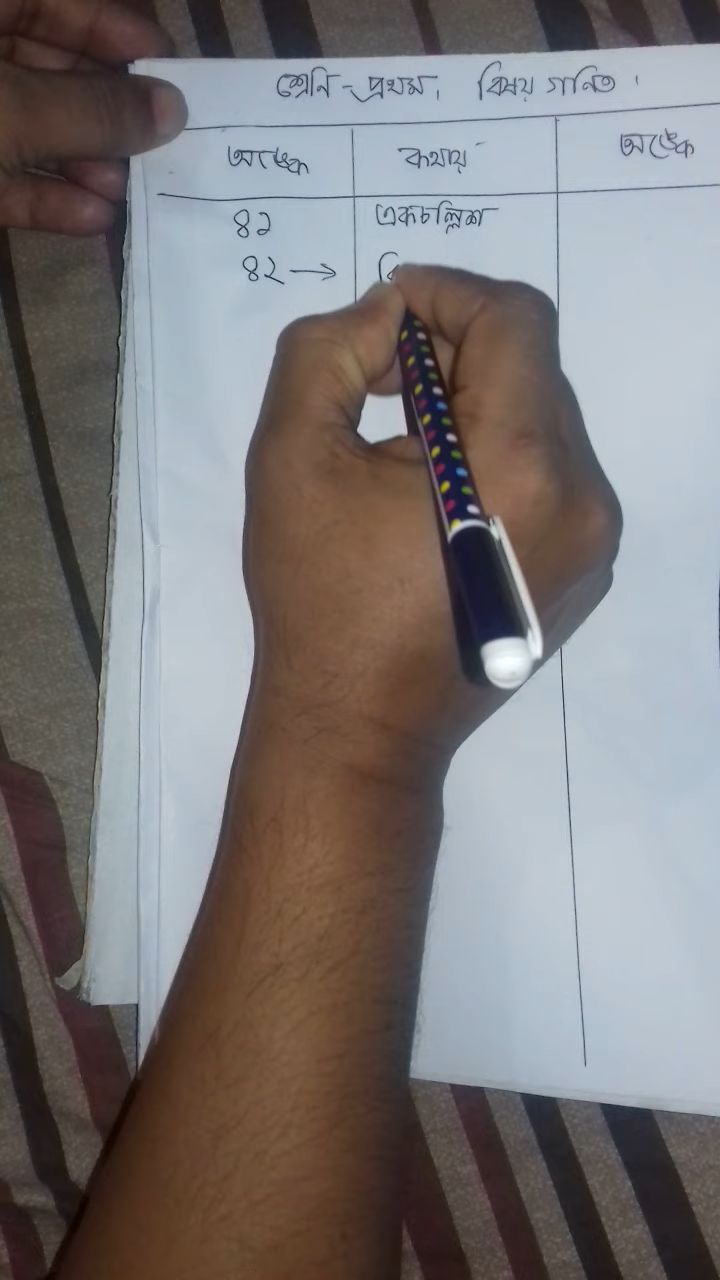 শ্রেনি - প্রথম, বিষয় গনিত।
অঙ্কে কথায় অঙ্কে
৪১ একচল্লিশ
৪২ → বি